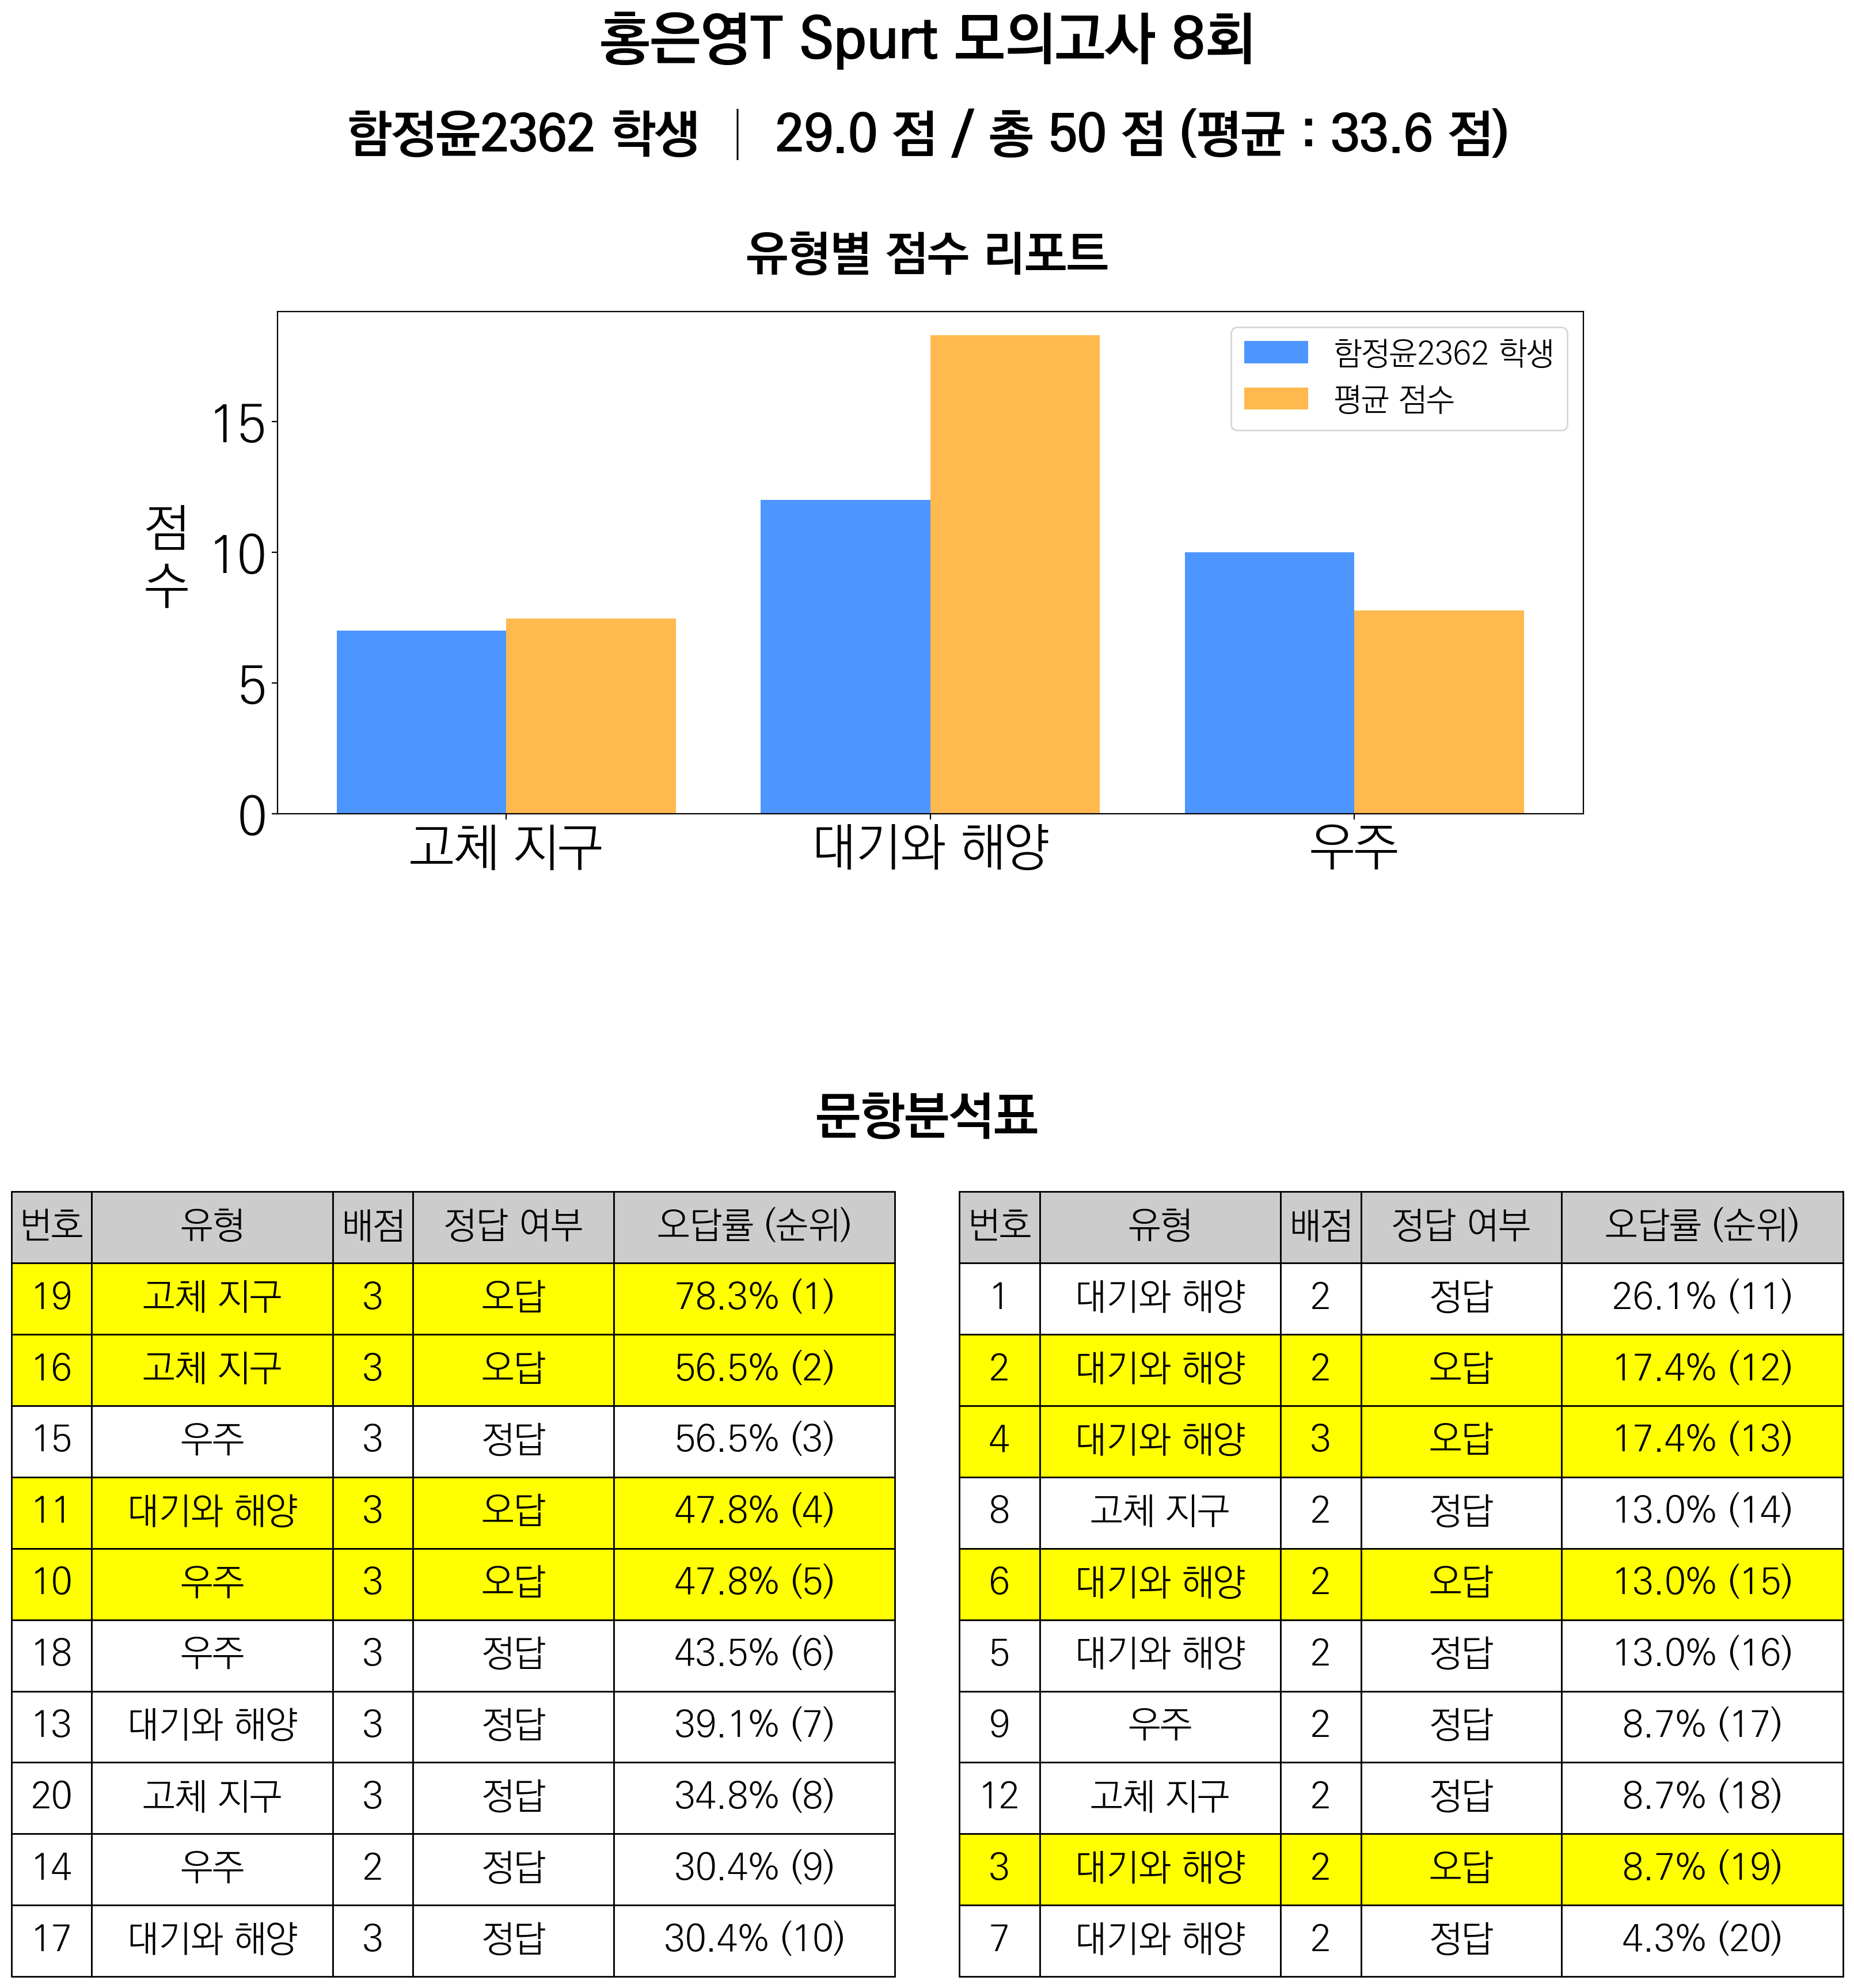 홍은영T Spurt 모의고사 8회
함정윤2362 학생 │ 29.0 점 / 총 50 점 (평균 : 33.6 점)
유형별 점수 리포트
함정윤2362 학생
평균 점수
점
수
15
10
5
0
고체 지구 대기와 해양 우주
문항분석표
번호 유형 배점 정답 여부 오답률 (순위)
19 고체 지구 3 오답 78.3% (1)
16 고체 지구 3 오답 56.5% (2)
15 우주 3 정답 56.5% (3)
11 대기와 해양 3 오답 47.8% (4)
10 우주 3 오답 47.8% (5)
18 우주 3 정답 43.5% (6)
13 대기와 해양 3 정답 39.1% (7)
20 고체 지구 3 정답 34.8% (8)
14 우주 2 정답 30.4% (9)
17 대기와 해양 3 정답 30.4% (10)
번호 유형 배점 정답 여부 오답률 (순위)
1 대기와 해양 2 정답 26.1% (11)
2 대기와 해양 2 오답 17.4% (12)
4 대기와 해양 3 오답 17.4% (13)
8 고체 지구 2 정답 13.0% (14)
6 대기와 해양 2 오답 13.0% (15)
5 대기와 해양 2 정답 13.0% (16)
9 우주 2 정답 8.7% (17)
12 고체 지구 2 정답 8.7% (18)
3 대기와 해양 2 오답 8.7% (19)
7 대기와 해양 2 정답 4.3% (20)